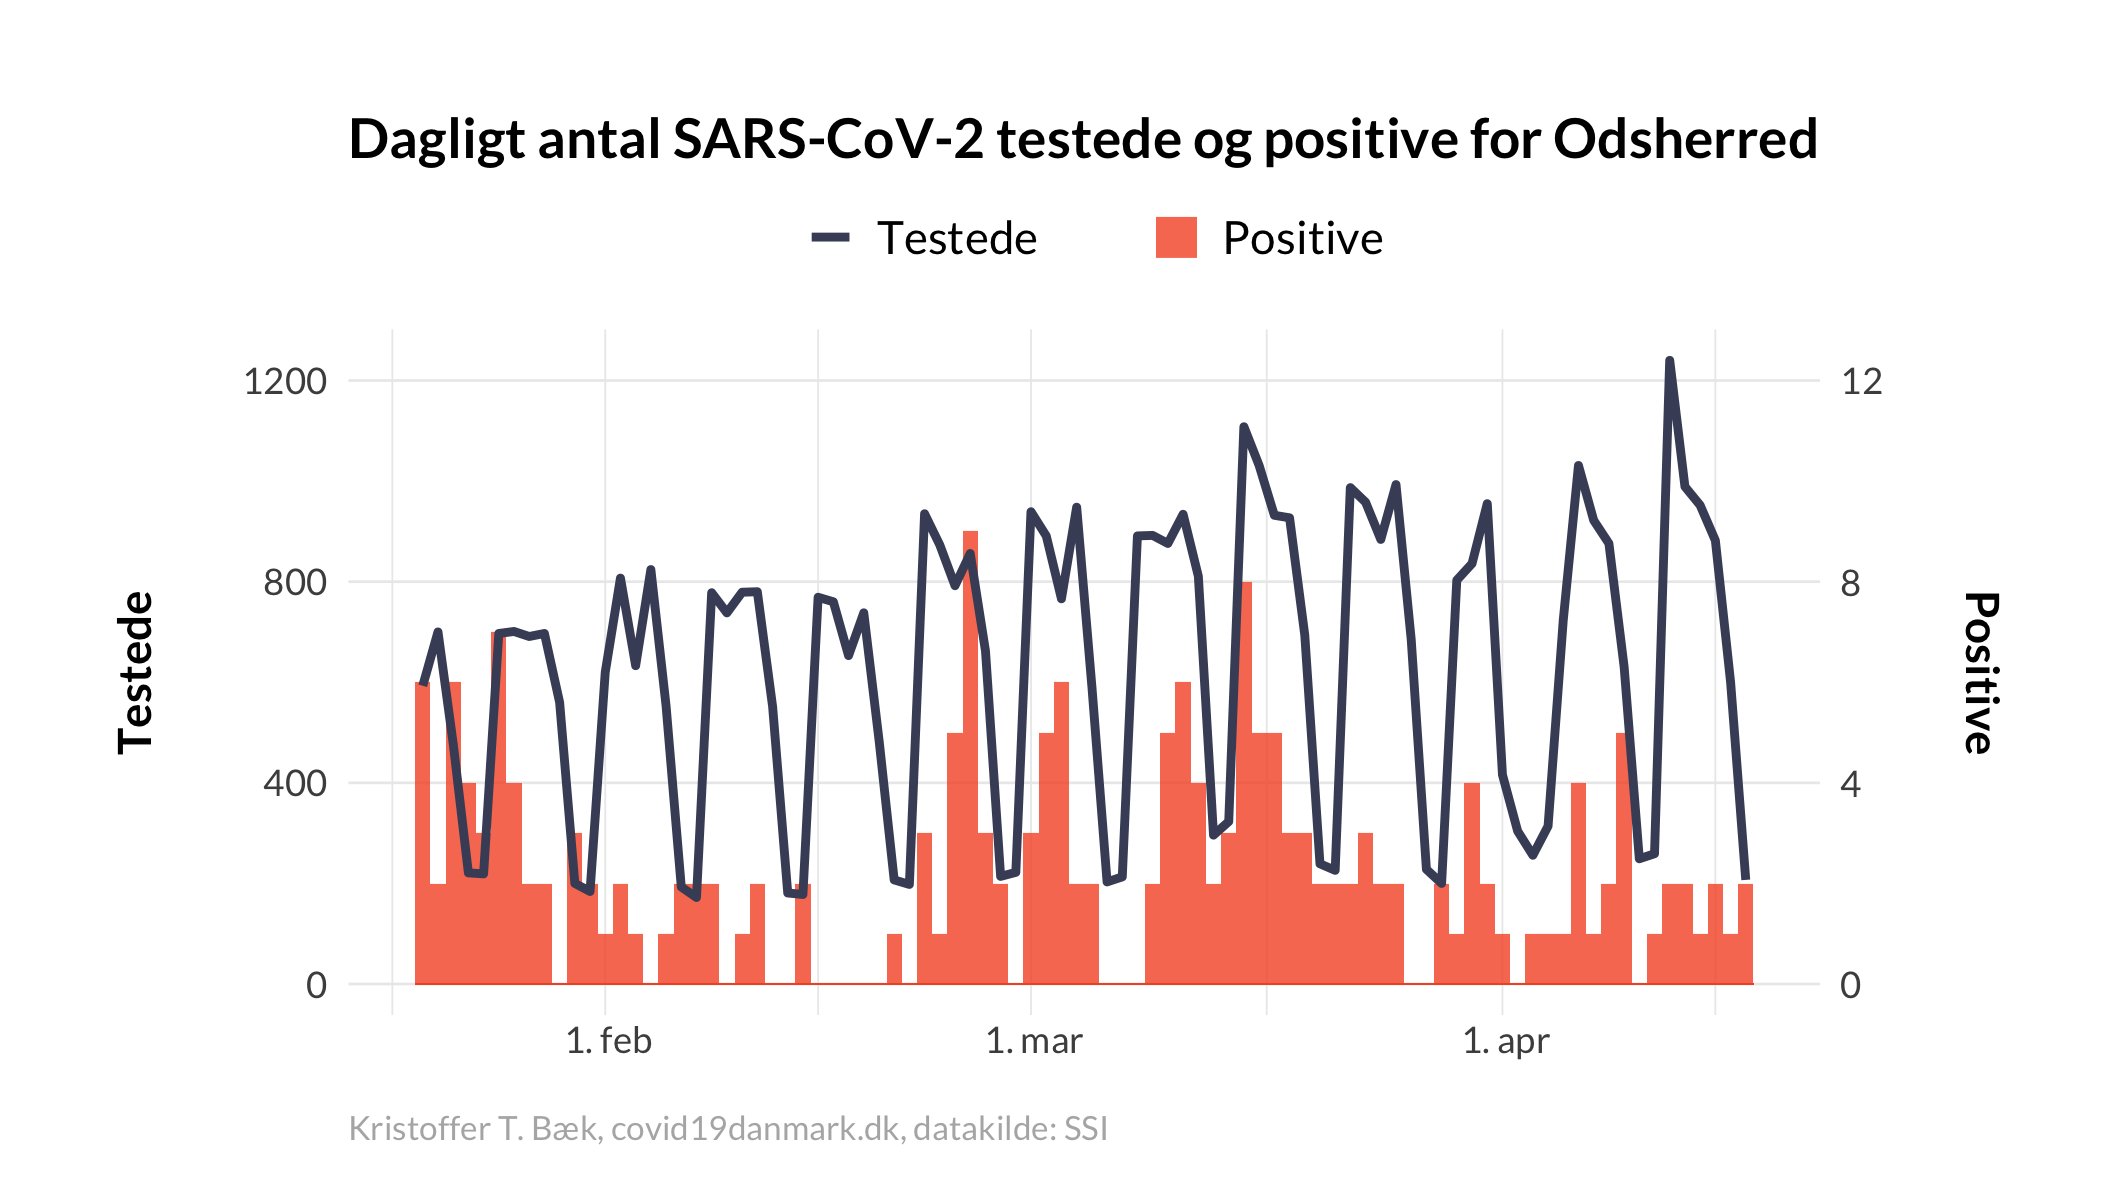 Dagligt antal SARS-CoV-2 testede og positive for Odsherred
Testede
Positive
1200
800
400
0
12
8
4
0
Testede
Positive
1. feb
1. mar
1. apr
Kristoffer T. Bæk, covid19danmark.dk, datakilde: SSI